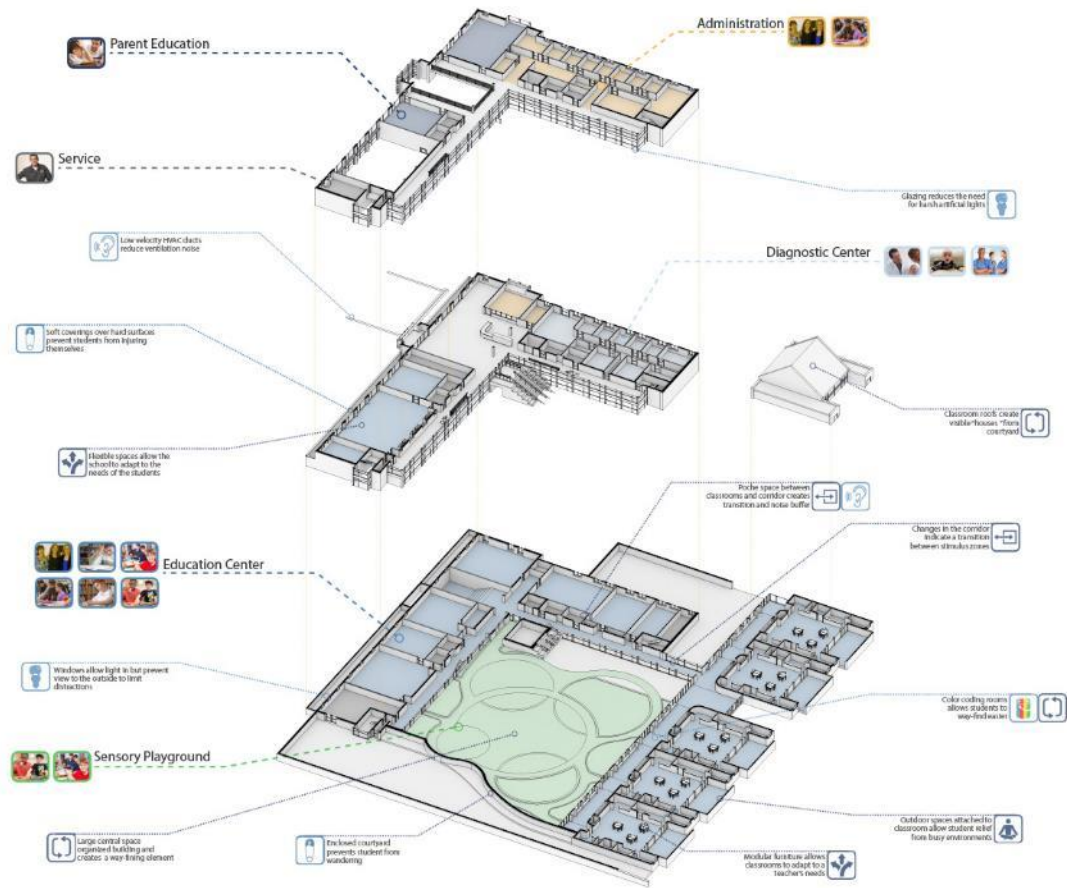 Administration
Parent Education
Service
Glazing reduces the need
for harsh artificial lights
Low velocity HVAC ducts
reduce ventilation noise
Diagnostic Center
Soft coverings over hard surfaces
prevent students from injuring
themselves
Classroom roofs create
visible "houses" from
courtyard
Flexible spaces allow the
school to adapt to the
needs of the students
Poche space between
classrooms and corridor creates
transition and noise buffer
Changes in the corridor
indicate a transition
between stimulus zones
Education Center
Windows allow light in but prevent
view to the outside to limit
distractions
Color coding rooms
allows students to
way-find easier
Sensory Playground
Large central space
organized building and
creates a way-fining element
Enclosed courtyard
prevents student from
wandering
Outdoor spaces attached to
classroom allow student relief
from busy environments
Modular furniture allows
classrooms to adapt to a
teacher's needs